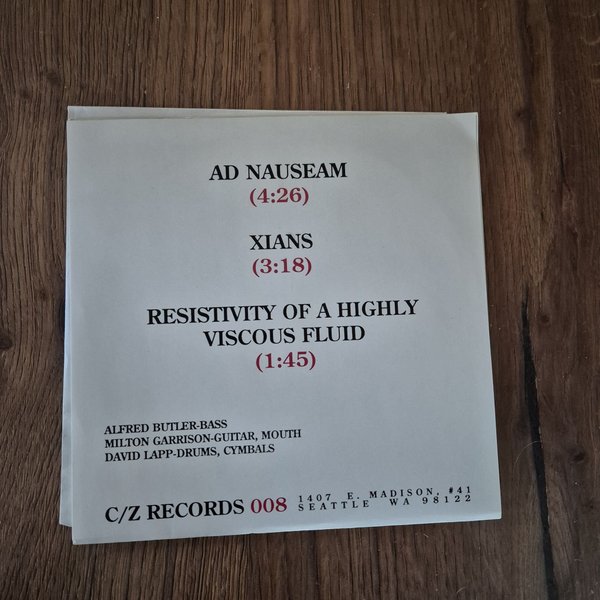 AD NAUSEAM
(4:26)
XIANS
(3:18)
RESISTIVITY OF A HIGHLY
VISCOUS FLUID
(1:45)
ALFRED BUTLER-BASS
MILTON GARRISON-GUITAR, MOUTH
DAVID LAPP-DRUMS, CYMBALS
C/Z RECORDS 008
1407 E. MADISON, #41
SEATTLE WA 98122